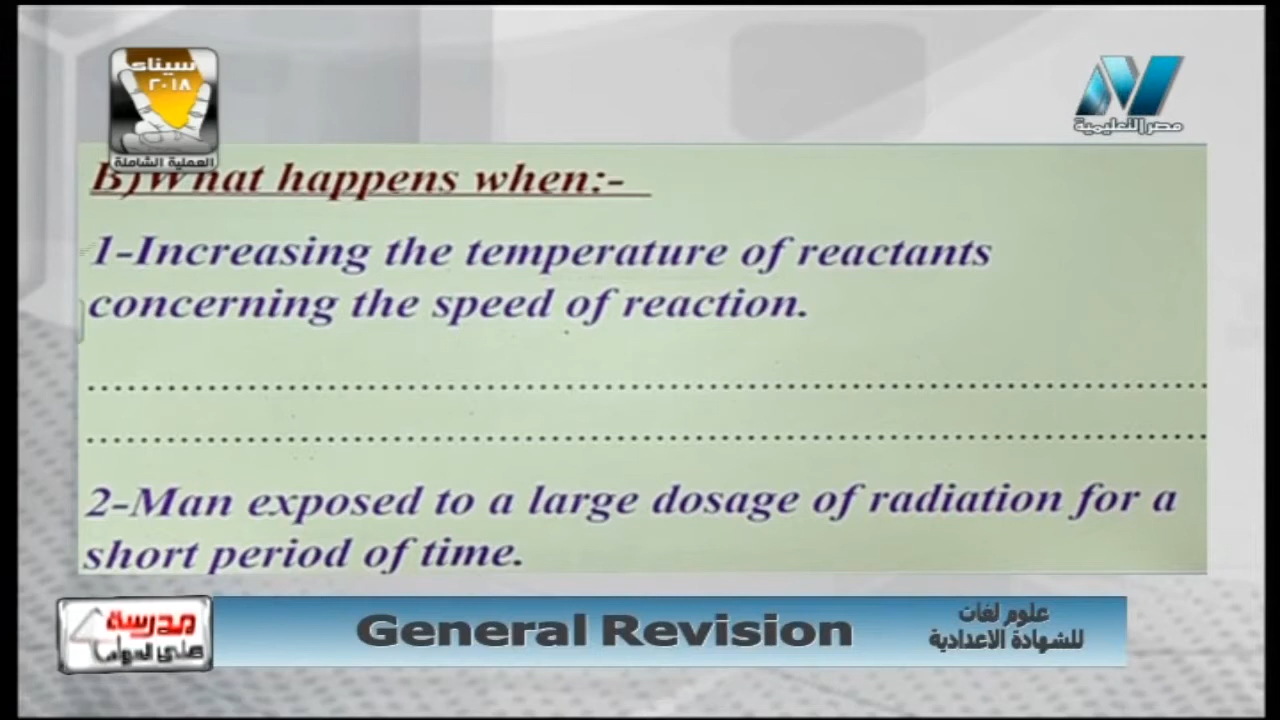 سيناء
٢٠١٨
العملية الشاملة
مصر التعليمية
B)What happens when:-
1-Increasing the temperature of reactants
concerning the speed of reaction.
................................................................................
................................................................................
2-Man exposed to a large dosage of radiation for a
short period of time.
مدرسة
على الهواء
General Revision
علوم لغات
للشهادة الاعدادية